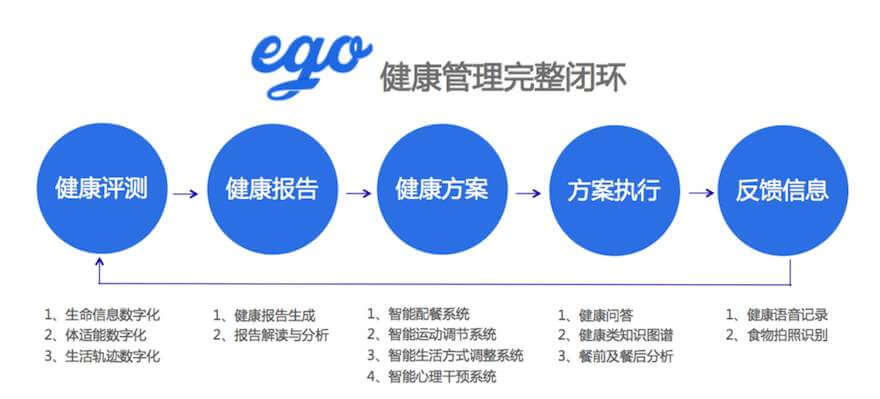 ego 健康管理完整闭环
健康评测
健康报告
健康方案
方案执行
反馈信息
1、生命信息数字化
2、体适能数字化
3、生活轨迹数字化
1、健康报告生成
2、报告解读与分析
1、智能配餐系统
2、智能运动调节系统
3、智能生活方式调整系统
4、智能心理干预系统
1、健康问答
2、健康类知识图谱
3、餐前及餐后分析
1、健康语音记录
2、食物拍照识别